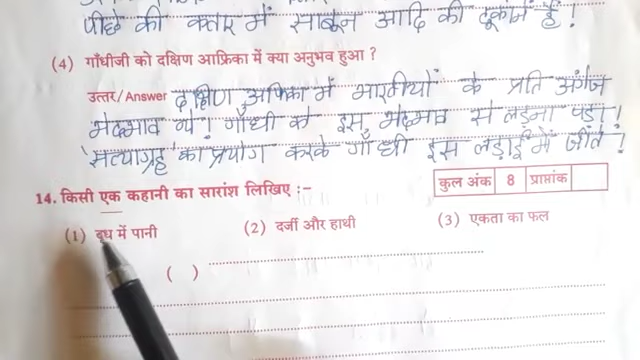 पीछे की कतार में साबून आदि की दूकानें हैं!
(4) गाँधीजी को दक्षिण आफ्रिका में क्या अनुभव हुआ ?
उत्तर/Answer दक्षिण अफ्रिका में भारतीयों के प्रति अंग्रेज
भेदभाव थे! गाँधी को इस भेदभाव से लड़ना पडा!
'सत्याग्रह' का प्रयोग करके गाँधी इस लड़ाई में जीते!
14. किसी एक कहानी का सारांश लिखिए :-
कुल अंक 8 प्राप्तांक
(1) दूध में पानी (2) दर्जी और हाथी (3) एकता का फल
( )